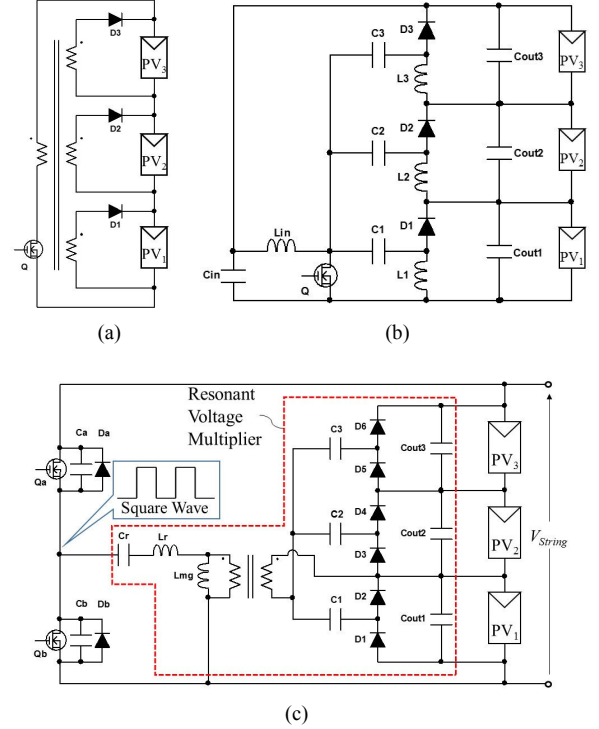 D3
PV3
D2
PV2
D1
PV1
Q
(a)
D3
C3
L3
Cout3
PV3
D2
C2
L2
Cout2
PV2
Lin
D1
C1
L1
Cout1
PV1
Cin
Q
(b)
Resonant
Voltage
Multiplier
Ca
Da
Qa
Square Wave
Cr
Lr
Lmg
Cb
Db
Qb
D6
C3
D5
Cout3
PV3
D4
C2
D3
Cout2
PV2
VString
D2
C1
D1
Cout1
PV1
(c)